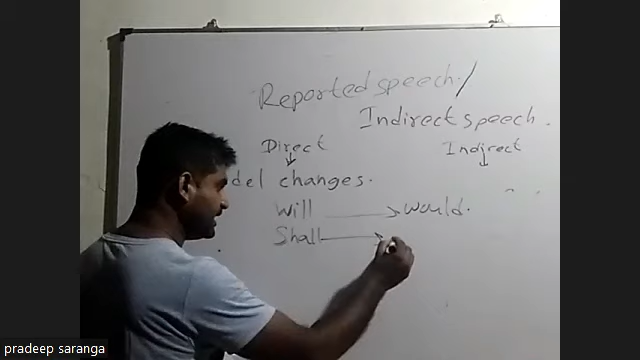 Reported speech /
Indirect speech.
Direct Indirect
del changes.
Will would.
Shall
pradeep saranga